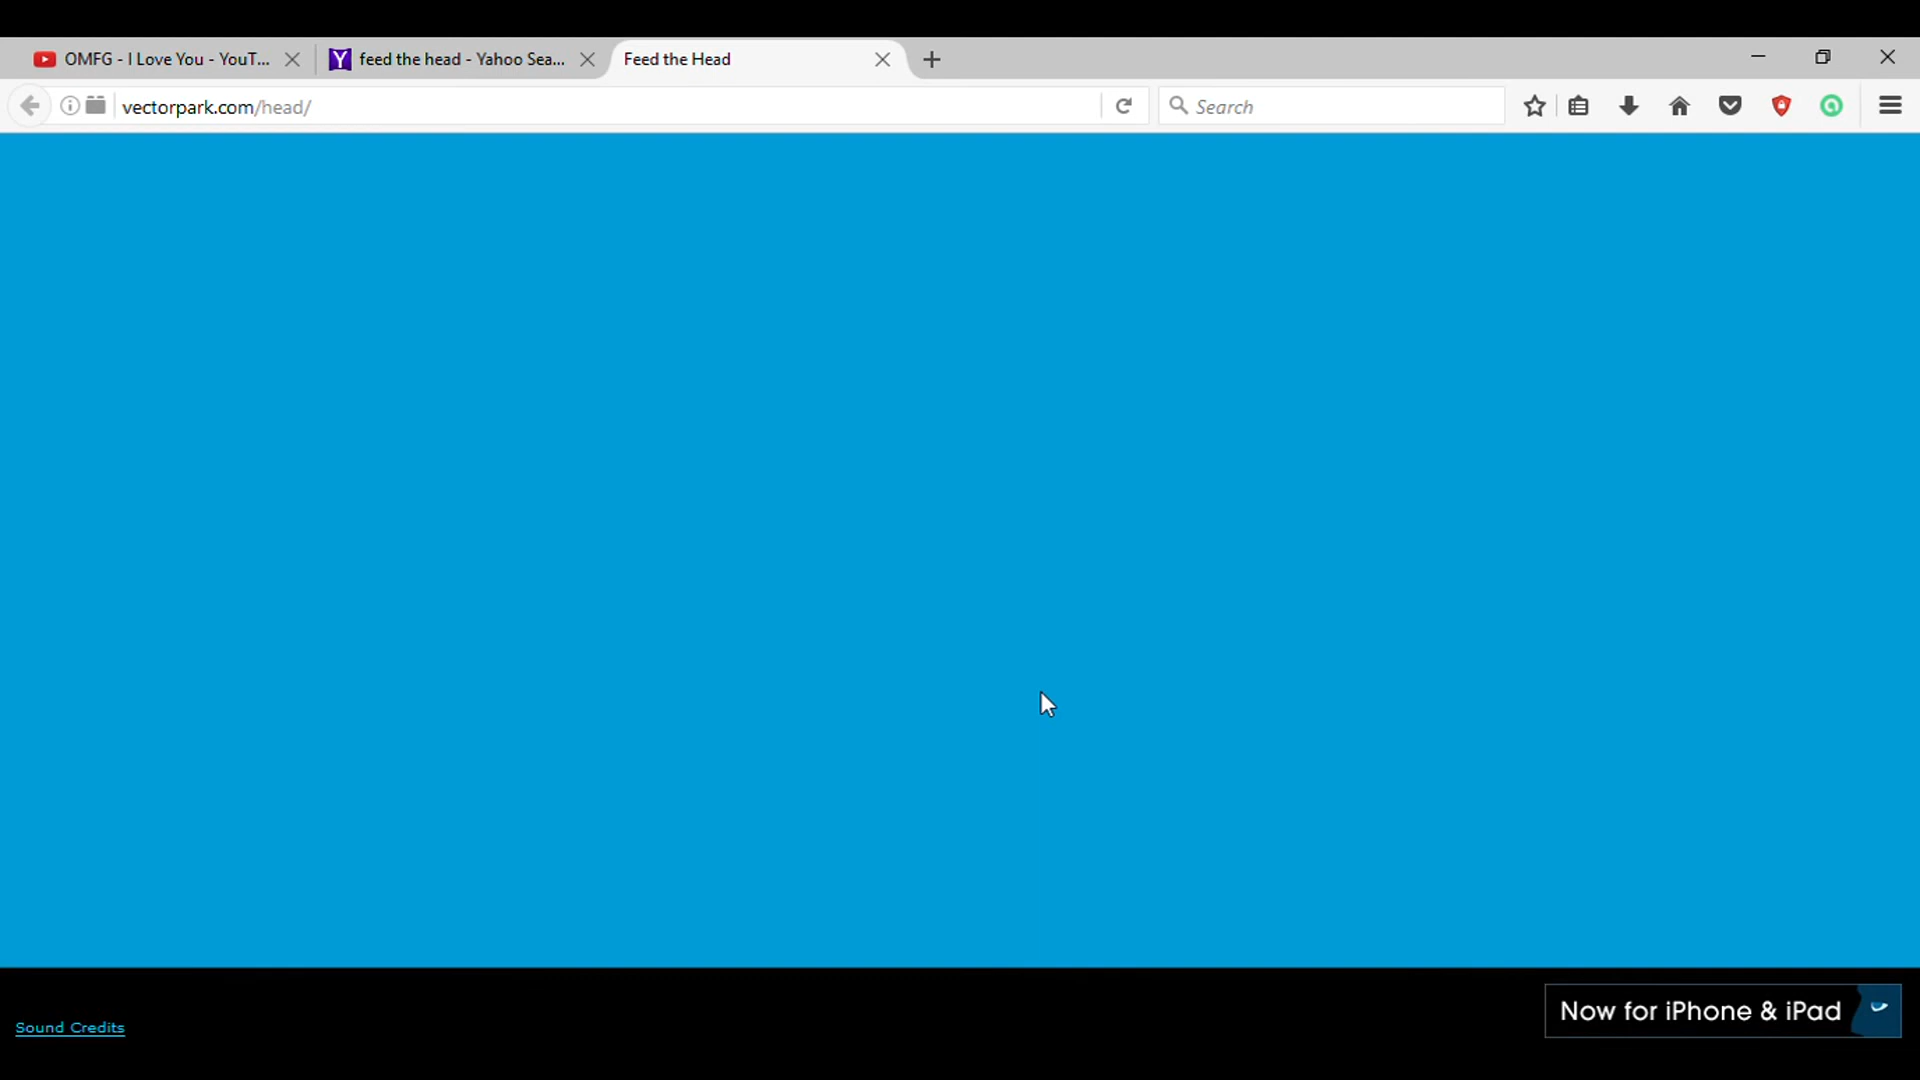 OMFG - I Love You - YouT...
feed the head - Yahoo Sea...
Feed the Head
vectorpark.com/head/
Search
Sound Credits
Now for iPhone & iPad